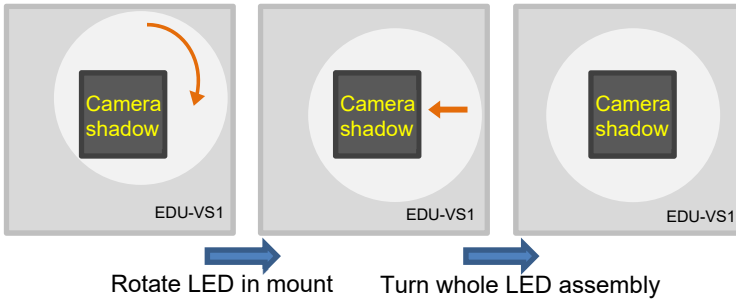 Camera
shadow
EDU-VS1
Camera
shadow
EDU-VS1
Camera
shadow
EDU-VS1
Rotate LED in mount
Turn whole LED assembly